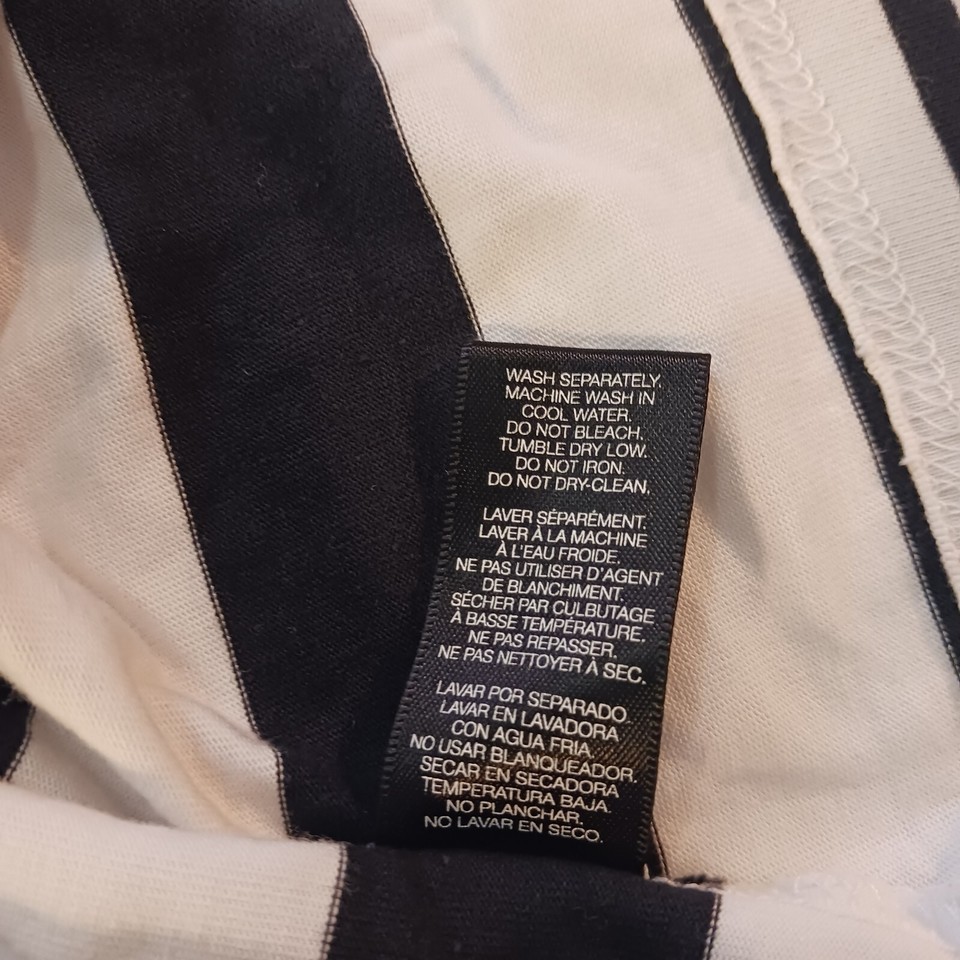 WASH SEPARATELY.
MACHINE WASH IN
COOL WATER.
DO NOT BLEACH.
TUMBLE DRY LOW.
DO NOT IRON.
DO NOT DRY-CLEAN.
LAVER SÉPARÉMENT.
LAVER À LA MACHINE
À L'EAU FROIDE.
NE PAS UTILISER D'AGENT
DE BLANCHIMENT.
SÉCHER PAR CULBUTAGE
À BASSE TEMPÉRATURE.
NE PAS REPASSER.
NE PAS NETTOYER À SEC.
LAVAR POR SEPARADO.
LAVAR EN LAVADORA
CON AGUA FRIA.
NO USAR BLANQUEADOR.
SECAR EN SECADORA
TEMPERATURA BAJA.
NO PLANCHAR.
NO LAVAR EN SECO.